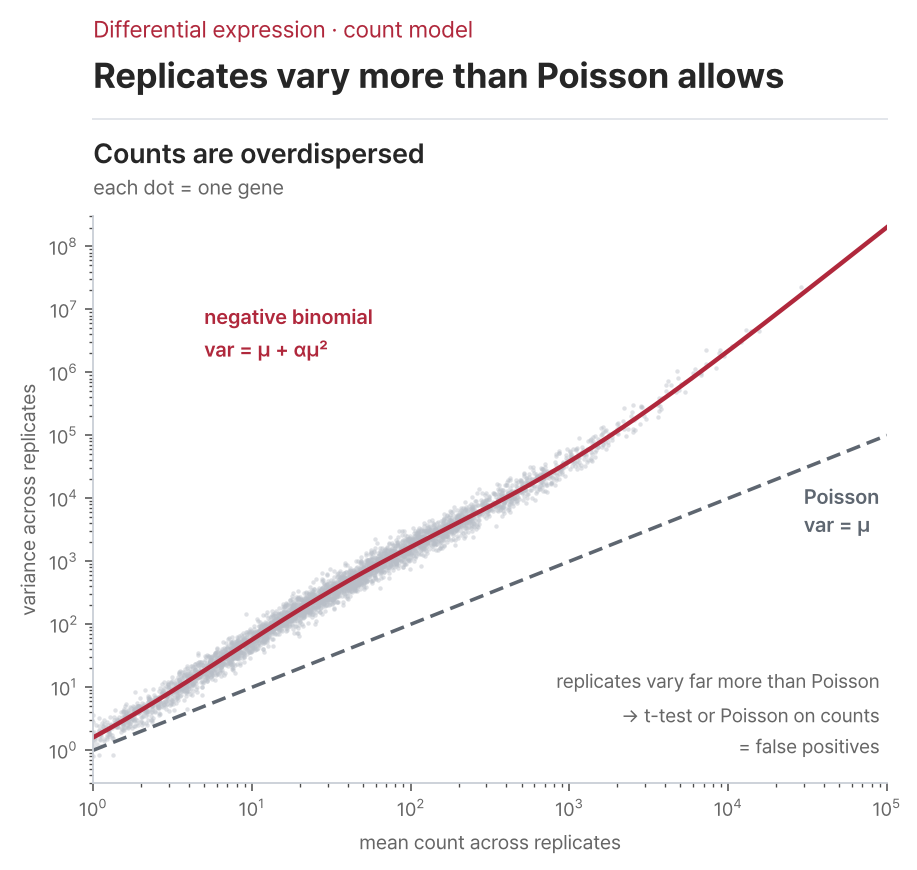 Differential expression · count model
Replicates vary more than Poisson allows
Counts are overdispersed
each dot = one gene
10⁸
10⁷
10⁶
10⁵
10⁴
10³
10²
10¹
10⁰
variance across replicates
negative binomial
var = μ + αμ²
Poisson
var = μ
replicates vary far more than Poisson
→ t-test or Poisson on counts
= false positives
10⁰ 10¹ 10² 10³ 10⁴ 10⁵
mean count across replicates